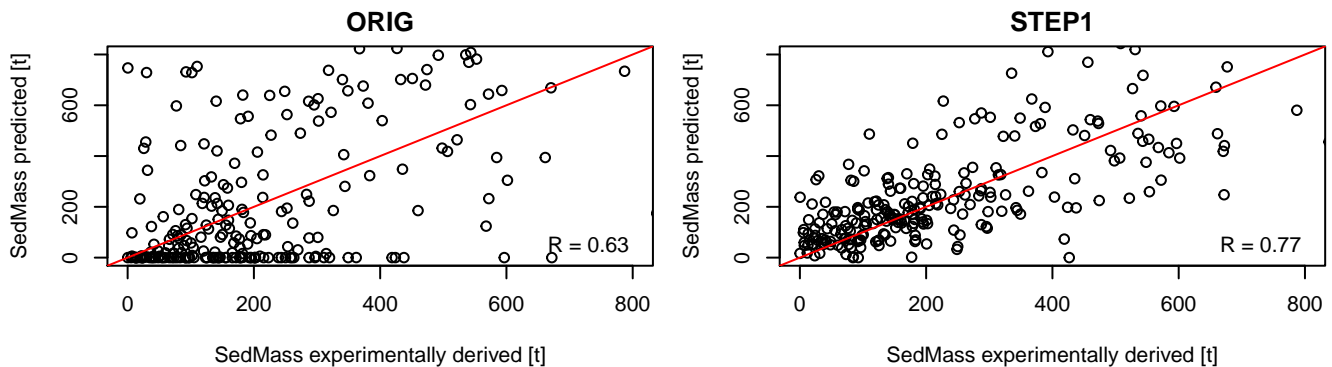 ORIG
SedMass predicted [t]
600
200
0
R = 0.63
0 200 400 600 800
SedMass experimentally derived [t]
STEP1
SedMass predicted [t]
600
200
0
R = 0.77
0 200 400 600 800
SedMass experimentally derived [t]